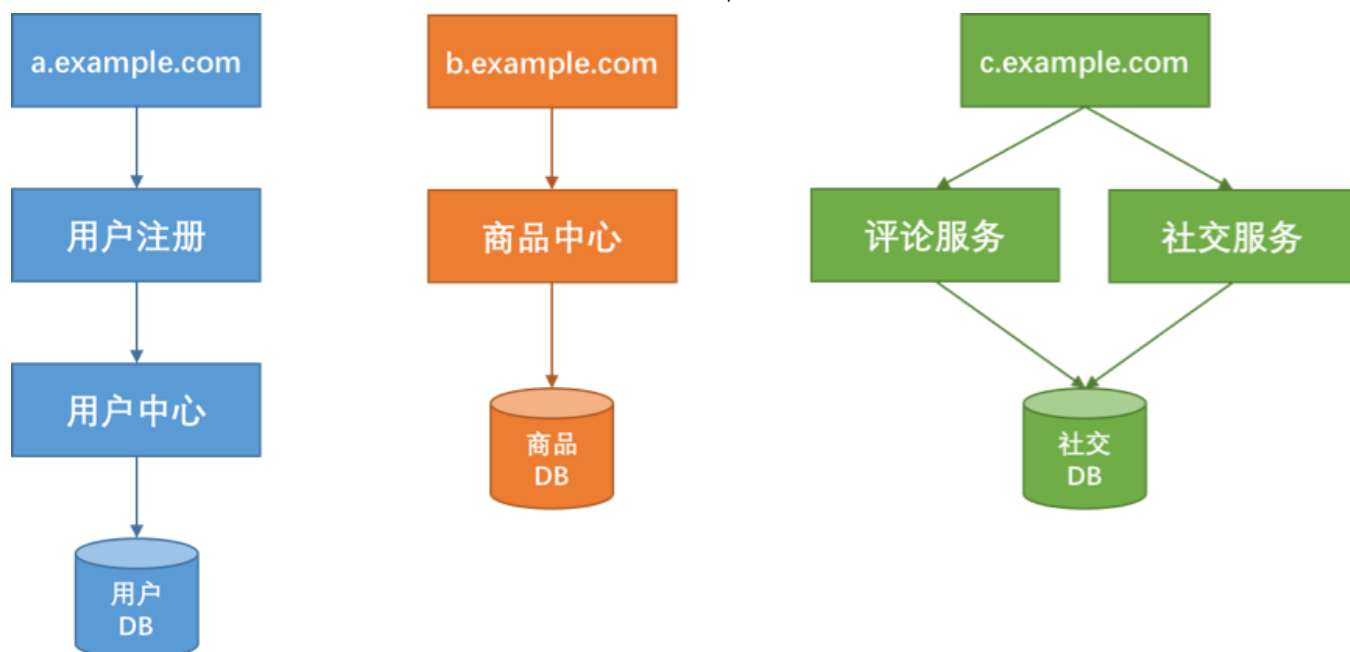 a.example.com
b.example.com
c.example.com
用户注册
商品中心
评论服务
社交服务
用户中心
商品
DB
社交
DB
用户
DB